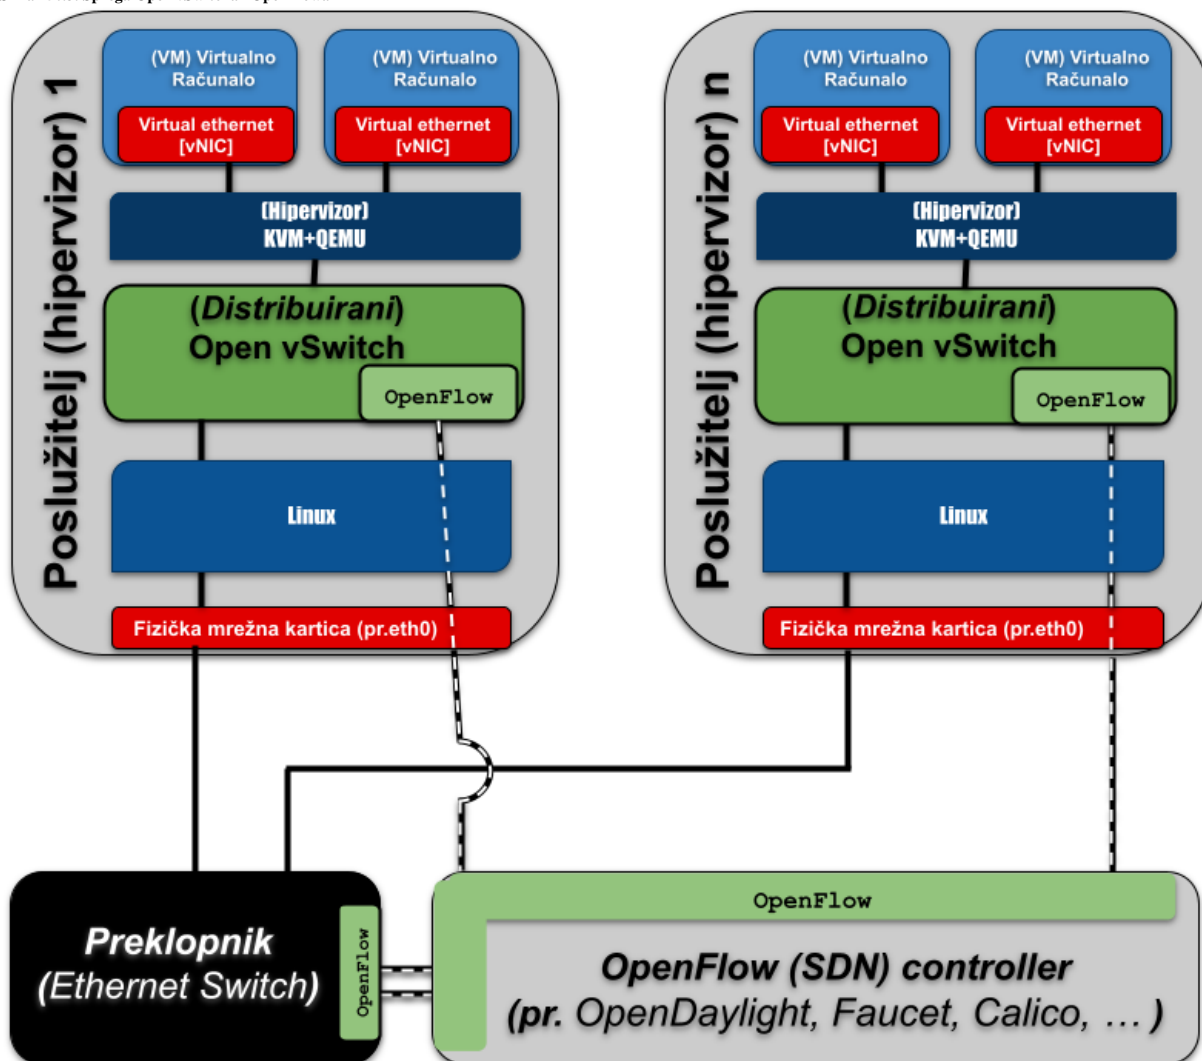 Poslužitelj (hipervizor) 1
(VM) Virtualno
Računalo
Virtual ethernet
[vNIC]
(VM) Virtualno
Računalo
Virtual ethernet
[vNIC]
(Hipervizor)
KVM+QEMU
(Distribuirani)
Open vSwitch
OpenFlow
Linux
Fizička mrežna kartica (pr.eth0)
Poslužitelj (hipervizor) n
(VM) Virtualno
Računalo
Virtual ethernet
[vNIC]
(VM) Virtualno
Računalo
Virtual ethernet
[vNIC]
(Hipervizor)
KVM+QEMU
(Distribuirani)
Open vSwitch
OpenFlow
Linux
Fizička mrežna kartica (pr.eth0)
Preklopnik
(Ethernet Switch)
OpenFlow
OpenFlow
OpenFlow (SDN) controller
(pr. OpenDaylight, Faucet, Calico, … )